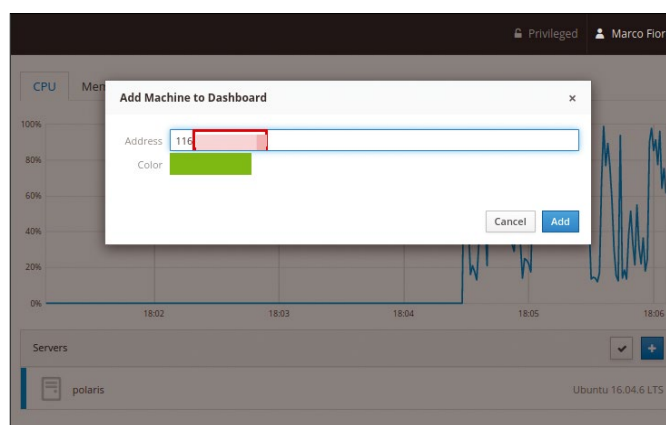 Privileged Marco Fior
CPU Mem
Add Machine to Dashboard ×
100%
Address 116
80%
Color
60%
Cancel Add
40%
20%
0%
18:02 18:03 18:04 18:05 18:06
Servers
polaris Ubuntu 16.04.6 LTS